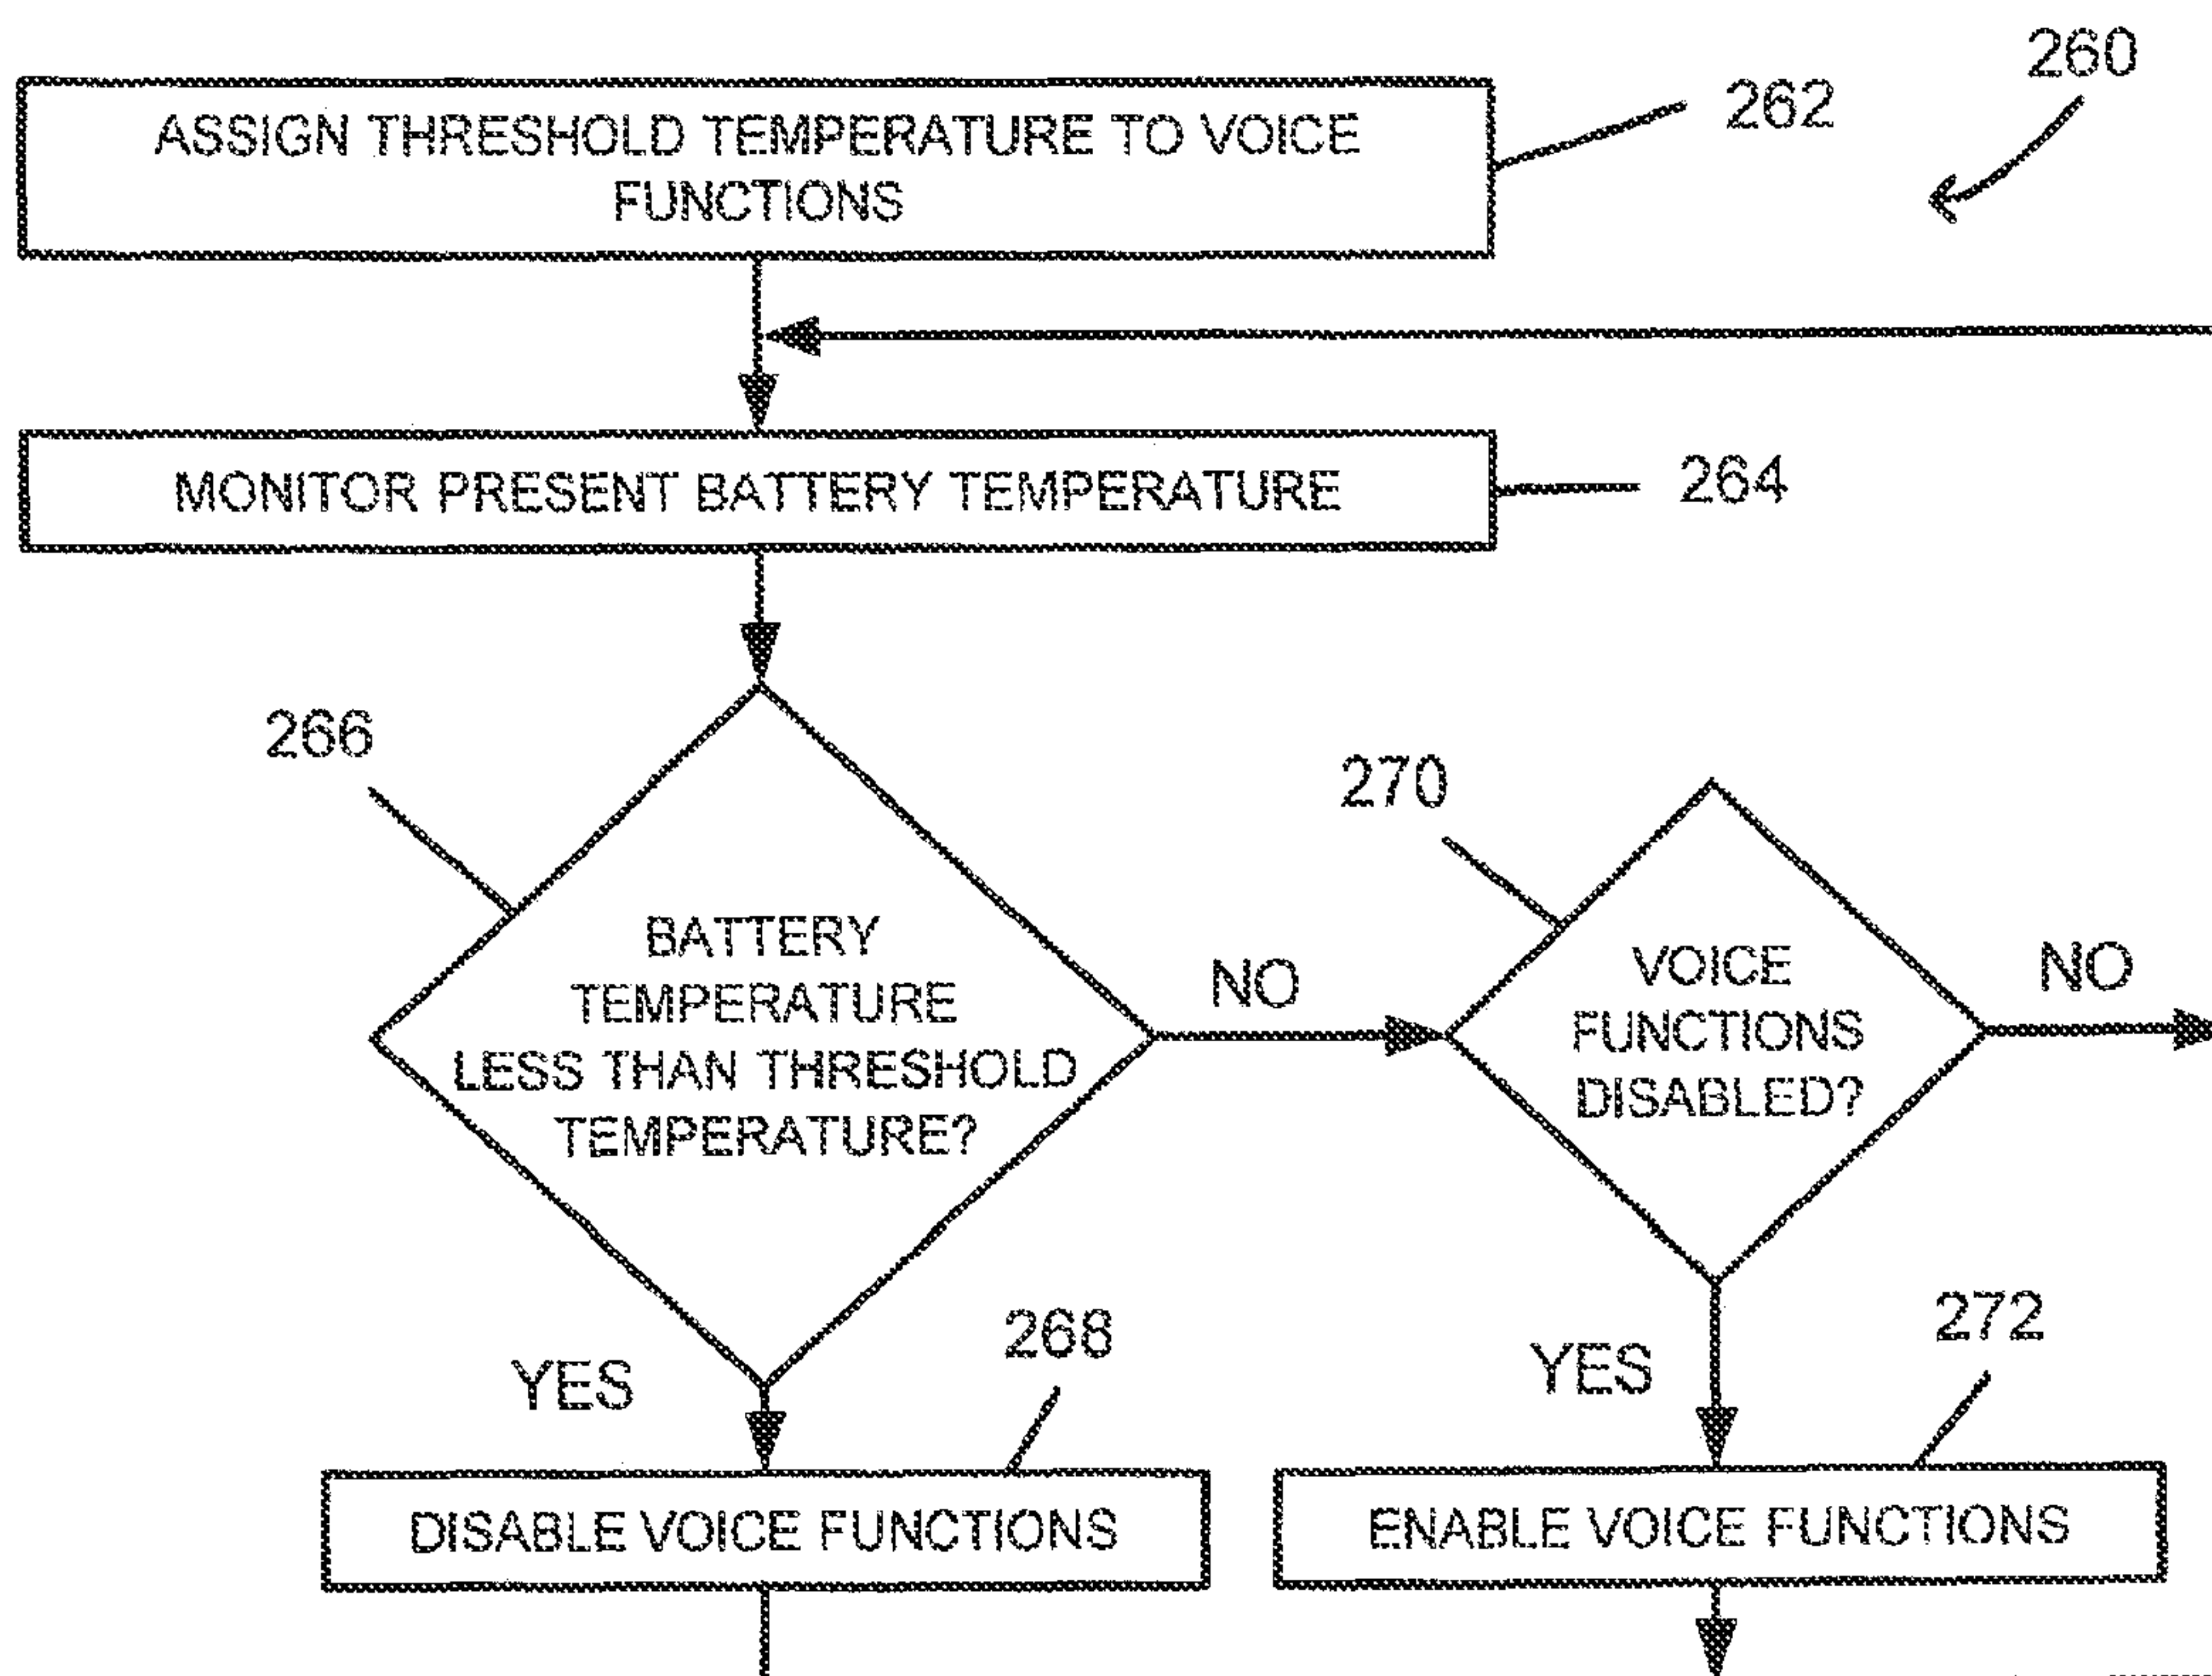 260
ASSIGN THRESHOLD TEMPERATURE TO VOICE
FUNCTIONS
262
MONITOR PRESENT BATTERY TEMPERATURE
264
266
BATTERY
TEMPERATURE
LESS THAN THRESHOLD
TEMPERATURE?
NO
270
VOICE
FUNCTIONS
DISABLED?
NO
YES
268
DISABLE VOICE FUNCTIONS
YES
272
ENABLE VOICE FUNCTIONS